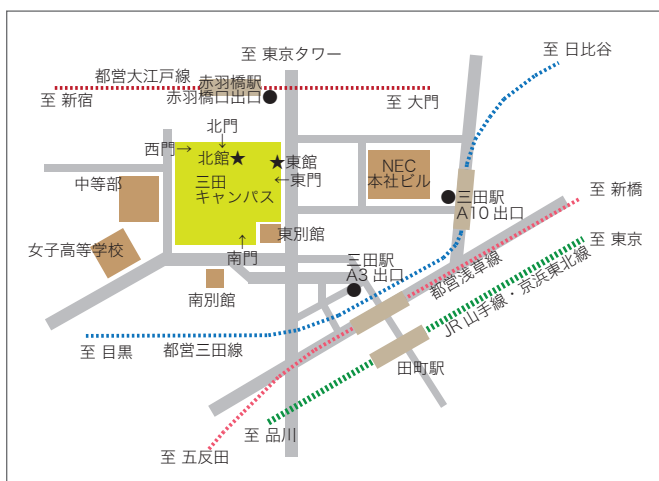 至 東京タワー
至 日比谷
都営大江戸線
赤羽橋駅
至 新宿
赤羽橋口出口
至 大門
北門
↓
西門→
北館★
★東館
三田
キャンパス
←東門
NEC
本社ビル
中等部
三田駅
A10 出口
至 新橋
東別館
女子高等学校
↑
南門
三田駅
A3 出口
都営浅草線
至 東京
南別館
JR 山手線・京浜東北線
至 目黒
都営三田線
田町駅
至 品川
至 五反田